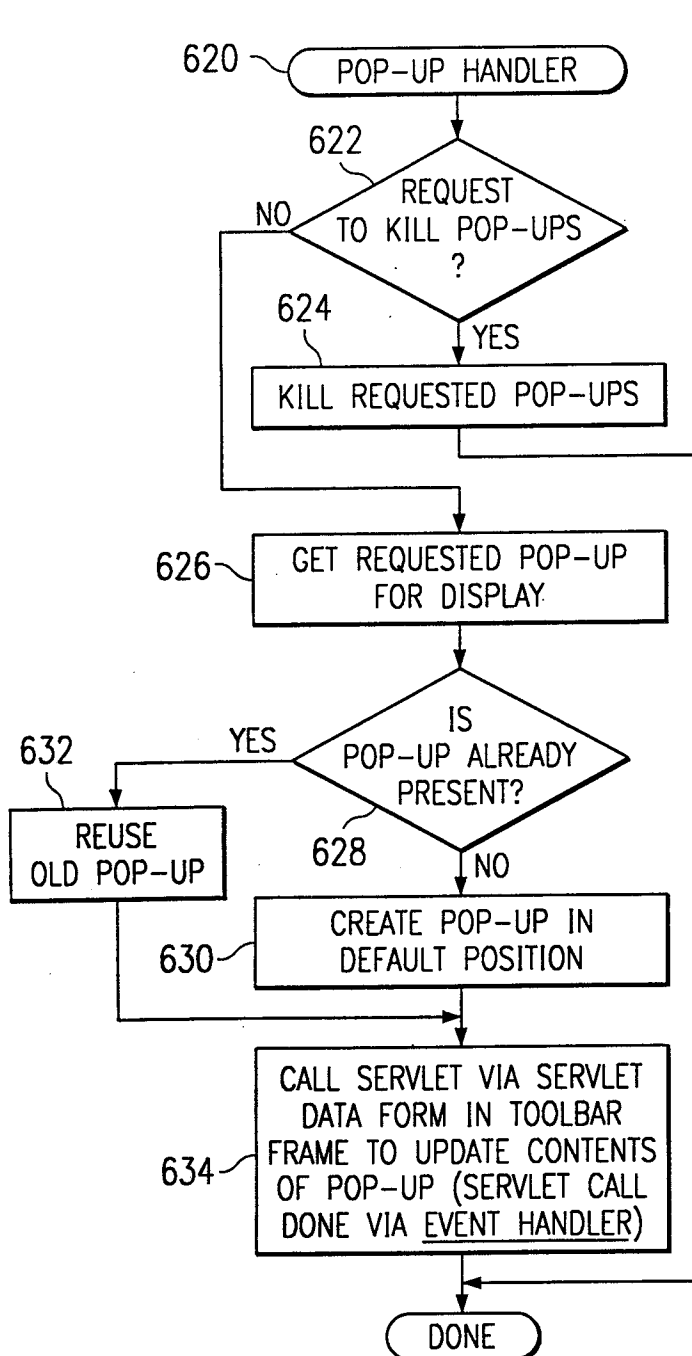 620
POP-UP HANDLER
622
REQUEST
TO KILL POP-UPS
?
NO
YES
624
KILL REQUESTED POP-UPS
626
GET REQUESTED POP-UP
FOR DISPLAY
IS
POP-UP ALREADY
PRESENT?
YES
628
NO
632
REUSE
OLD POP-UP
630
CREATE POP-UP IN
DEFAULT POSITION
634
CALL SERVLET VIA SERVLET
DATA FORM IN TOOLBAR
FRAME TO UPDATE CONTENTS
OF POP-UP (SERVLET CALL
DONE VIA EVENT HANDLER)
DONE